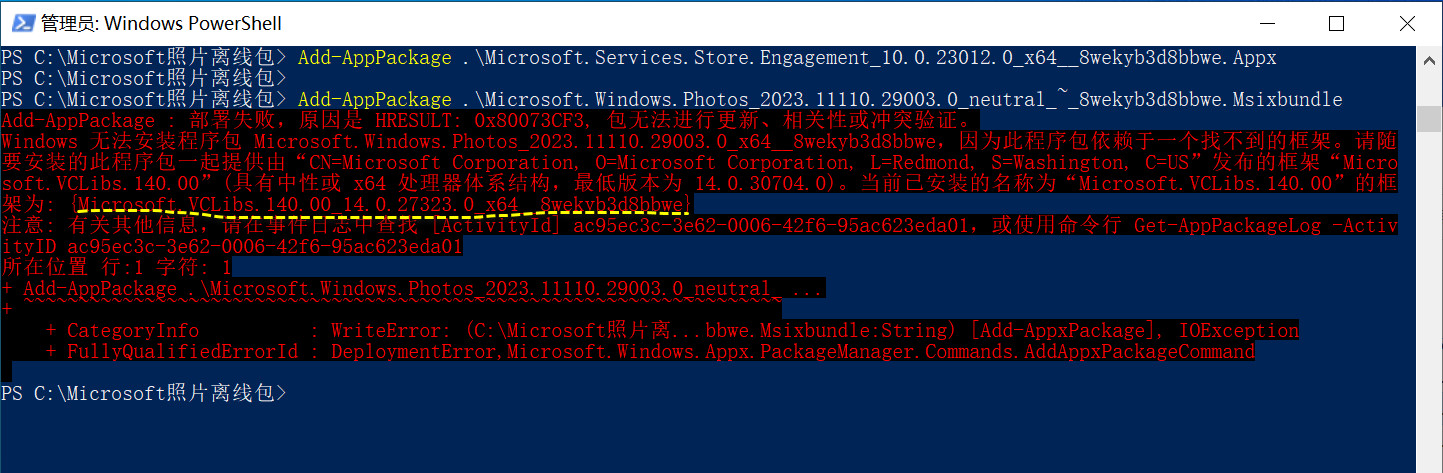 管理员: Windows PowerShell
PS C:\Microsoft照片离线包> Add-AppPackage .\Microsoft.Services.Store.Engagement_10.0.23012.0_x64__8wekyb3d8bbwe.Appx
PS C:\Microsoft照片离线包>
PS C:\Microsoft照片离线包> Add-AppPackage .\Microsoft.Windows.Photos_2023.11110.29003.0_neutral_~_8wekyb3d8bbwe.Msixbundle
Add-AppPackage : 部署失败，原因是 HRESULT: 0x80073CF3, 包无法进行更新、相关性或冲突验证。
Windows 无法安装程序包 Microsoft.Windows.Photos_2023.11110.29003.0_x64__8wekyb3d8bbwe，因为此程序包依赖于一个找不到的框架。请随
要安装的此程序包一起提供由“CN=Microsoft Corporation, O=Microsoft Corporation, L=Redmond, S=Washington, C=US”发布的框架“Micro
soft.VCLibs.140.00”(具有中性或 x64 处理器体系结构，最低版本为 14.0.30704.0)。当前已安装的名称为“Microsoft.VCLibs.140.00”的框
架为: {Microsoft.VCLibs.140.00_14.0.27323.0_x64__8wekyb3d8bbwe}
注意: 有关其他信息，请在事件日志中查找 [ActivityId] ac95ec3c-3e62-0006-42f6-95ac623eda01，或使用命令行 Get-AppPackageLog -Activ
ityID ac95ec3c-3e62-0006-42f6-95ac623eda01
所在位置 行:1 字符: 1
+ Add-AppPackage .\Microsoft.Windows.Photos_2023.11110.29003.0_neutral_ ...
+ ~~~~~~~~~~~~~~~~~~~~~~~~~~~~~~~~~~~~~~~~~~~~~~~~~~~~~~~~~~~~~~~~~~~~~
+ CategoryInfo : WriteError: (C:\Microsoft照片离...bbwe.Msixbundle:String) [Add-AppxPackage], IOException
+ FullyQualifiedErrorId : DeploymentError,Microsoft.Windows.Appx.PackageManager.Commands.AddAppxPackageCommand
PS C:\Microsoft照片离线包>